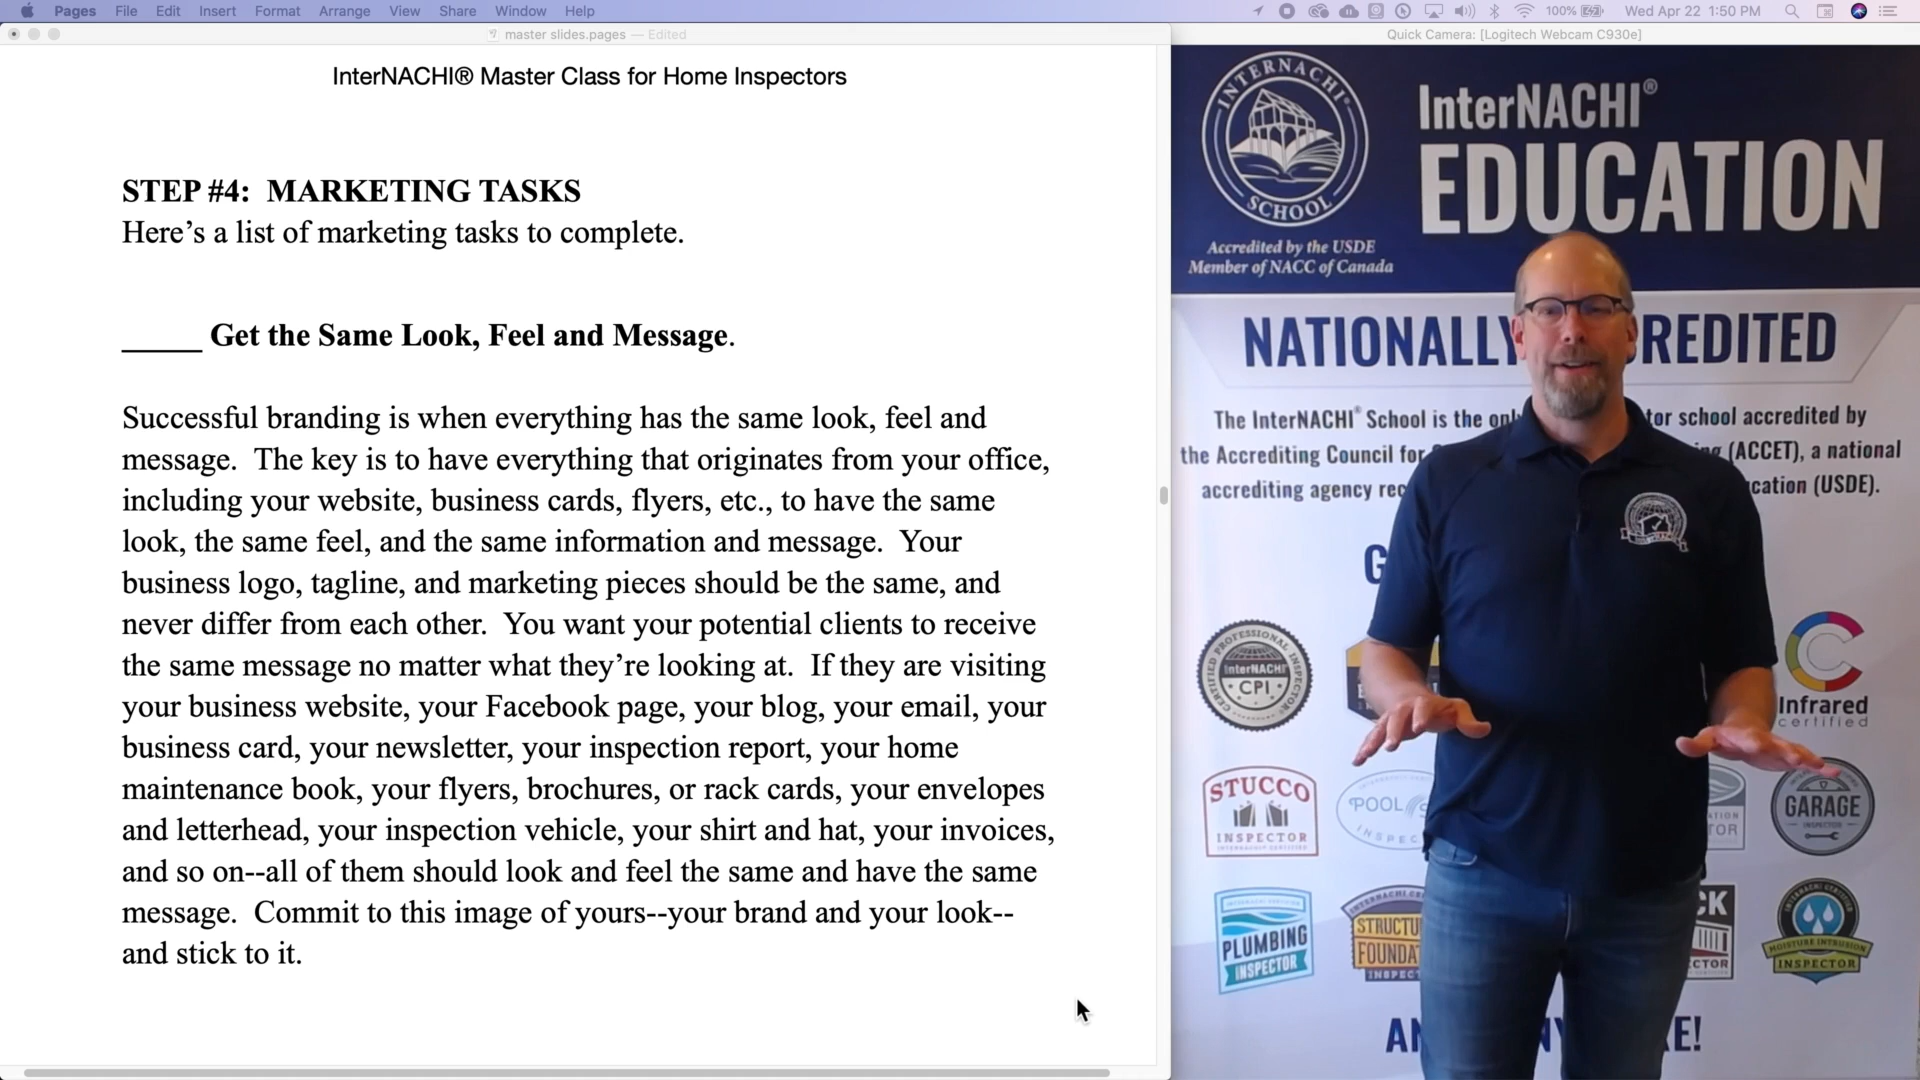 Pages File Edit Insert Format Arrange View Share Window Help
100% Wed Apr 22 1:50 PM
master slides.pages — Edited
Quick Camera: [Logitech Webcam C930e]
InterNACHI® Master Class for Home Inspectors
STEP #4: MARKETING TASKS
Here’s a list of marketing tasks to complete.
_____ Get the Same Look, Feel and Message.
Successful branding is when everything has the same look, feel and
message. The key is to have everything that originates from your office,
including your website, business cards, flyers, etc., to have the same
look, the same feel, and the same information and message. Your
business logo, tagline, and marketing pieces should be the same, and
never differ from each other. You want your potential clients to receive
the same message no matter what they’re looking at. If they are visiting
your business website, your Facebook page, your blog, your email, your
business card, your newsletter, your inspection report, your home
maintenance book, your flyers, brochures, or rack cards, your envelopes
and letterhead, your inspection vehicle, your shirt and hat, your invoices,
and so on--all of them should look and feel the same and have the same
message. Commit to this image of yours--your brand and your look--
and stick to it.
INTERNACHI
SCHOOL
Accredited by the USDE
Member of NACC of Canada
InterNACHI®
EDUCATION
NATIONALLY REDITED
The InterNACHI® School is the tor school accredited by
the Accrediting Council for (ACCET), a national
accrediting agency cation (USDE).
CERTIFIED PROFESSIONAL INSPECTOR
InterNACHI
CPI
Infrared
certified
STUCCO
INSPECTOR
POOL
GARAGE
INSPECTOR
PLUMBING
INSPECTOR
MOISTURE INTRUSION
INSPECTOR